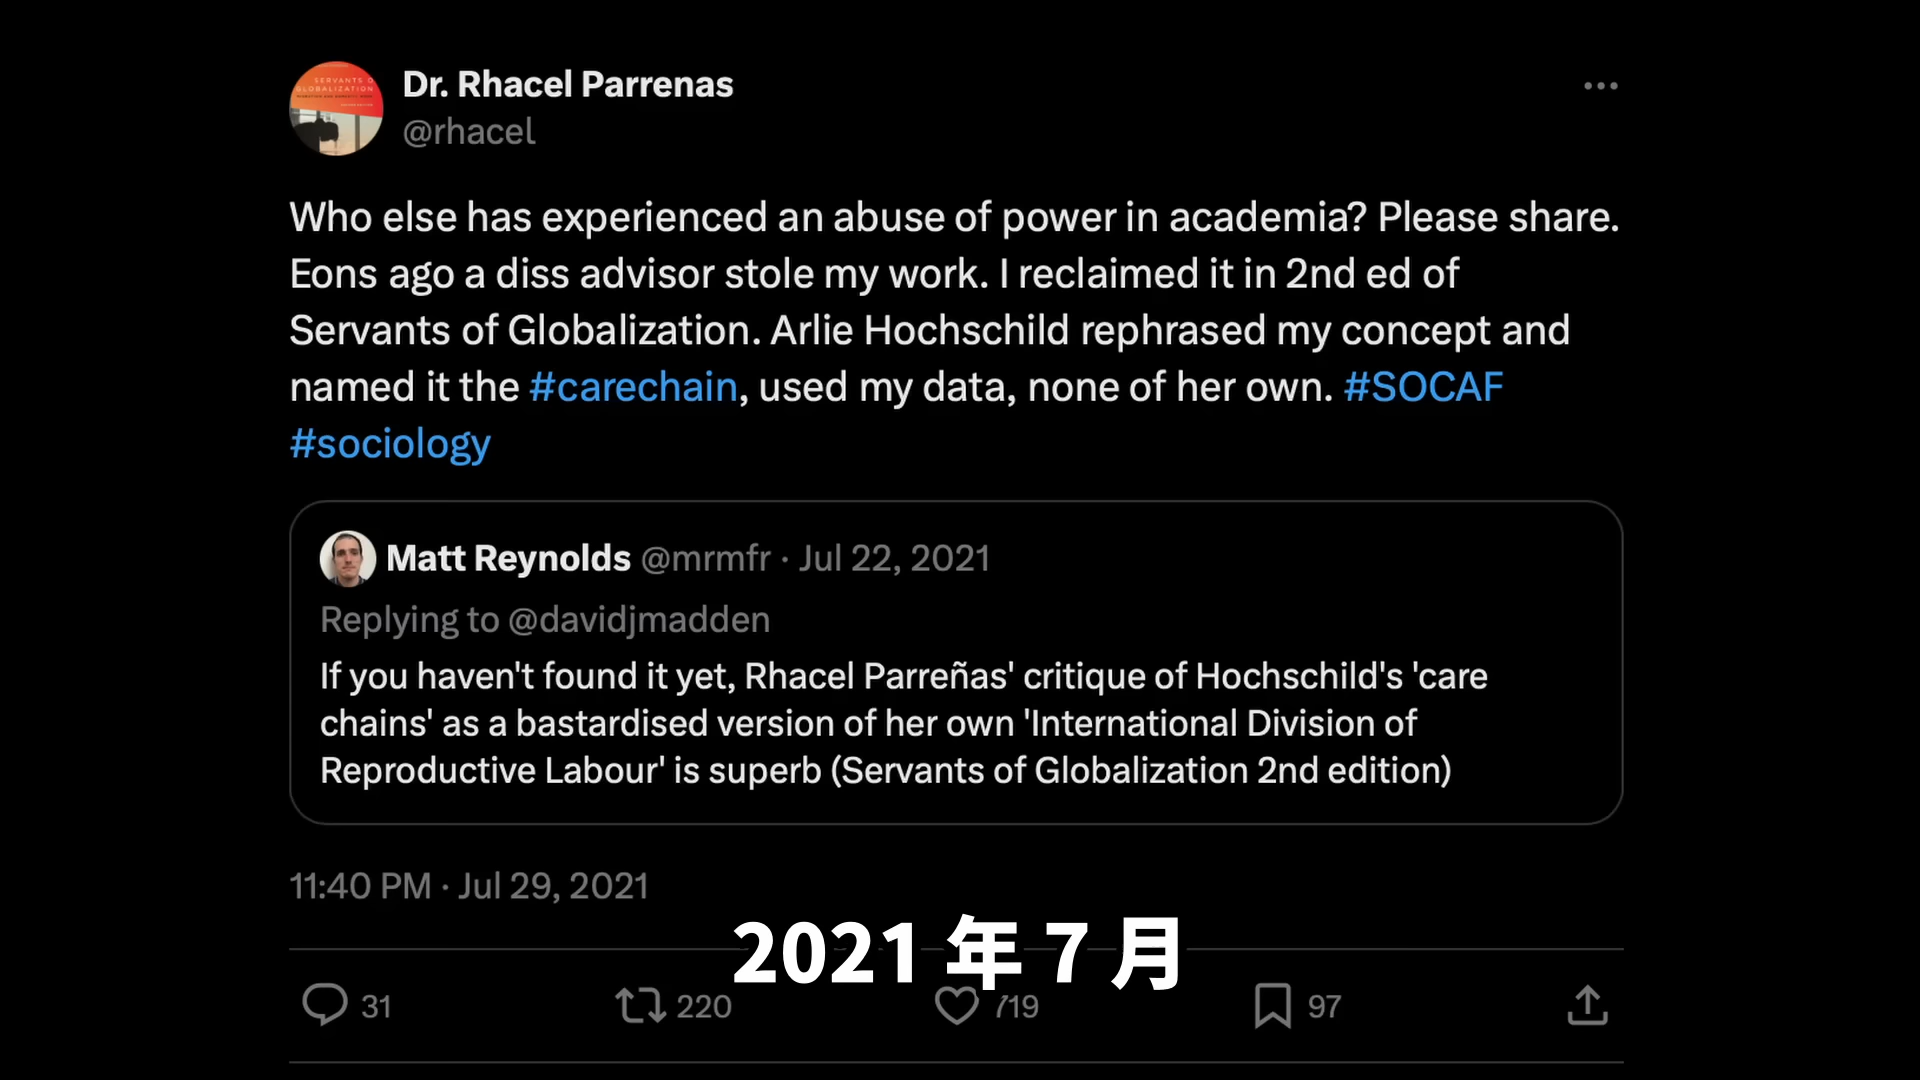 SERVANTS O
GLOBALIZATION
Dr. Rhacel Parrenas
@rhacel
Who else has experienced an abuse of power in academia? Please share.
Eons ago a diss advisor stole my work. I reclaimed it in 2nd ed of
Servants of Globalization. Arlie Hochschild rephrased my concept and
named it the #carechain, used my data, none of her own. #SOCAF
#sociology
Matt Reynolds @mrmfr · Jul 22, 2021
Replying to @davidjmadden
If you haven't found it yet, Rhacel Parreñas' critique of Hochschild's 'care
chains' as a bastardised version of her own 'International Division of
Reproductive Labour' is superb (Servants of Globalization 2nd edition)
11:40 PM · Jul 29, 2021
2021 年 7 月
31 220 719 97